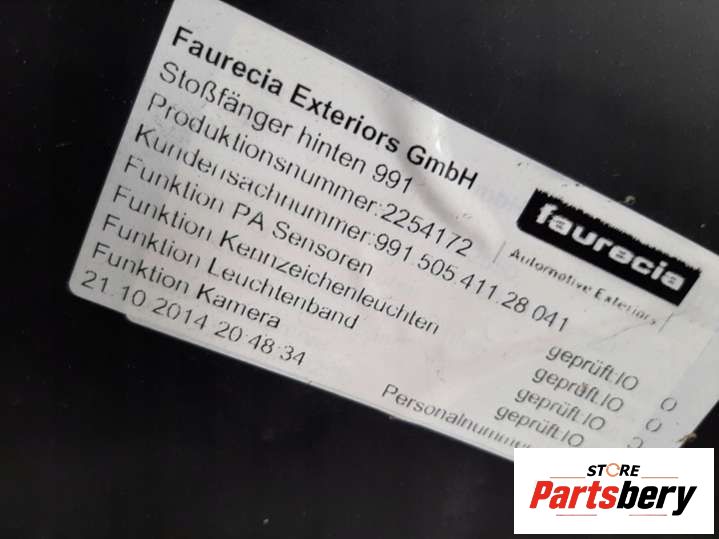 Faurecia Exteriors GmbH
Stoßfänger hinten 991
Produktionsnummer:2254172
Kundensachnummer:991 505 411 28 041
Funktion PA Sensoren geprüft:IO
Funktion Kennzeichenleuchten geprüft:IO
Funktion Leuchtenband geprüft:IO
Funktion Kamera geprüft:IO
21.10.2014 20:48:34
faurecia
Automotive Exteriors
STORE
Partsbery